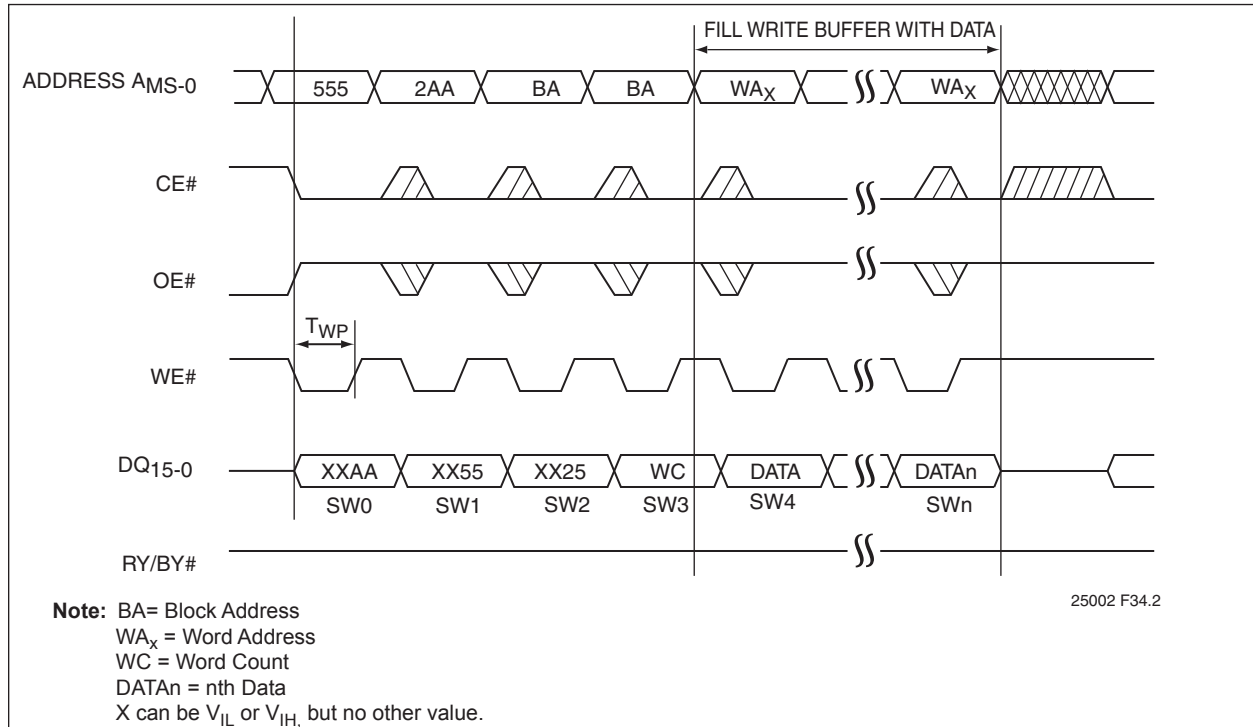 FILL WRITE BUFFER WITH DATA
ADDRESS AMS-0
555 2AA BA BA WAX WAX
CE#
OE#
TWP
WE#
DQ15-0
XXAA XX55 XX25 WC DATA DATAn
SW0 SW1 SW2 SW3 SW4 SWn
RY/BY#
25002 F34.2
Note: BA= Block Address
WAx = Word Address
WC = Word Count
DATAn = nth Data
X can be VIL or VIH, but no other value.